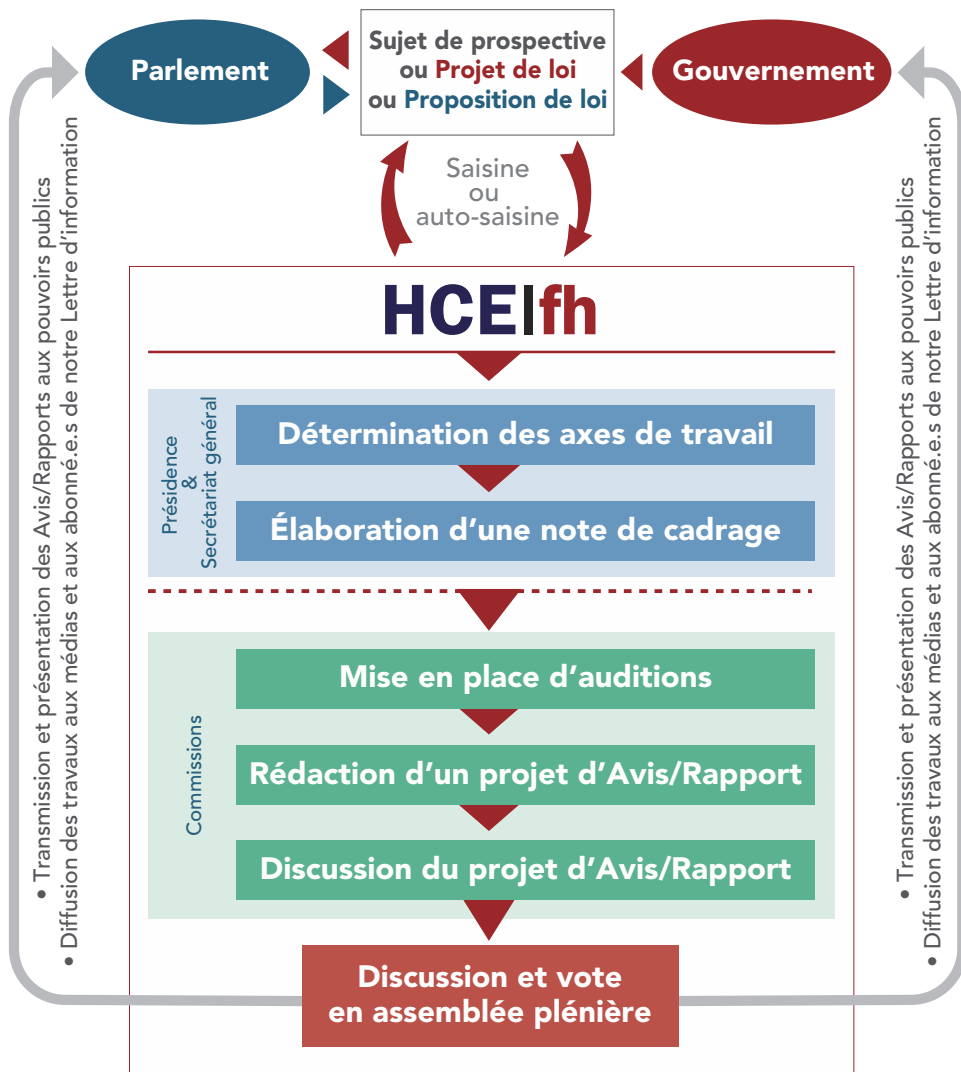 Parlement
Sujet de prospective
ou Projet de loi
ou Proposition de loi
Gouvernement
Saisine
ou
auto-saisine
HCE|fh
Présidence
&
Secrétariat général
Détermination des axes de travail
Élaboration d’une note de cadrage
Commissions
Mise en place d’auditions
Rédaction d’un projet d’Avis/Rapport
Discussion du projet d’Avis/Rapport
Discussion et vote
en assemblée plénière
• Transmission et présentation des Avis/Rapports aux pouvoirs publics
• Diffusion des travaux aux médias et aux abonné.e.s de notre Lettre d’information
• Transmission et présentation des Avis/Rapports aux pouvoirs publics
• Diffusion des travaux aux médias et aux abonné.e.s de notre Lettre d’information